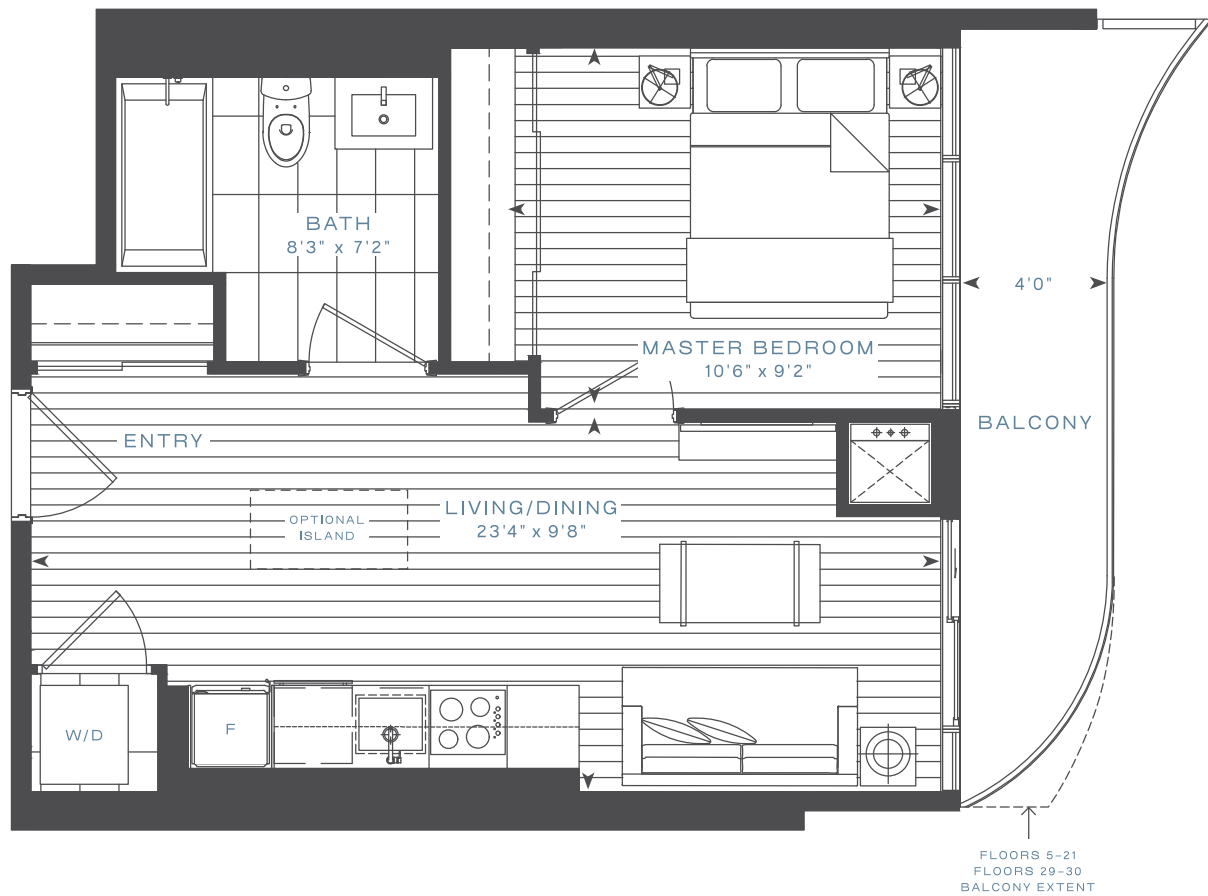 BATH
8'3" x 7'2"
4'0"
MASTER BEDROOM
10'6" x 9'2"
BALCONY
ENTRY
LIVING/DINING
23'4" x 9'8"
OPTIONAL
ISLAND
W/D
F
FLOORS 5-21
FLOORS 29-30
BALCONY EXTENT